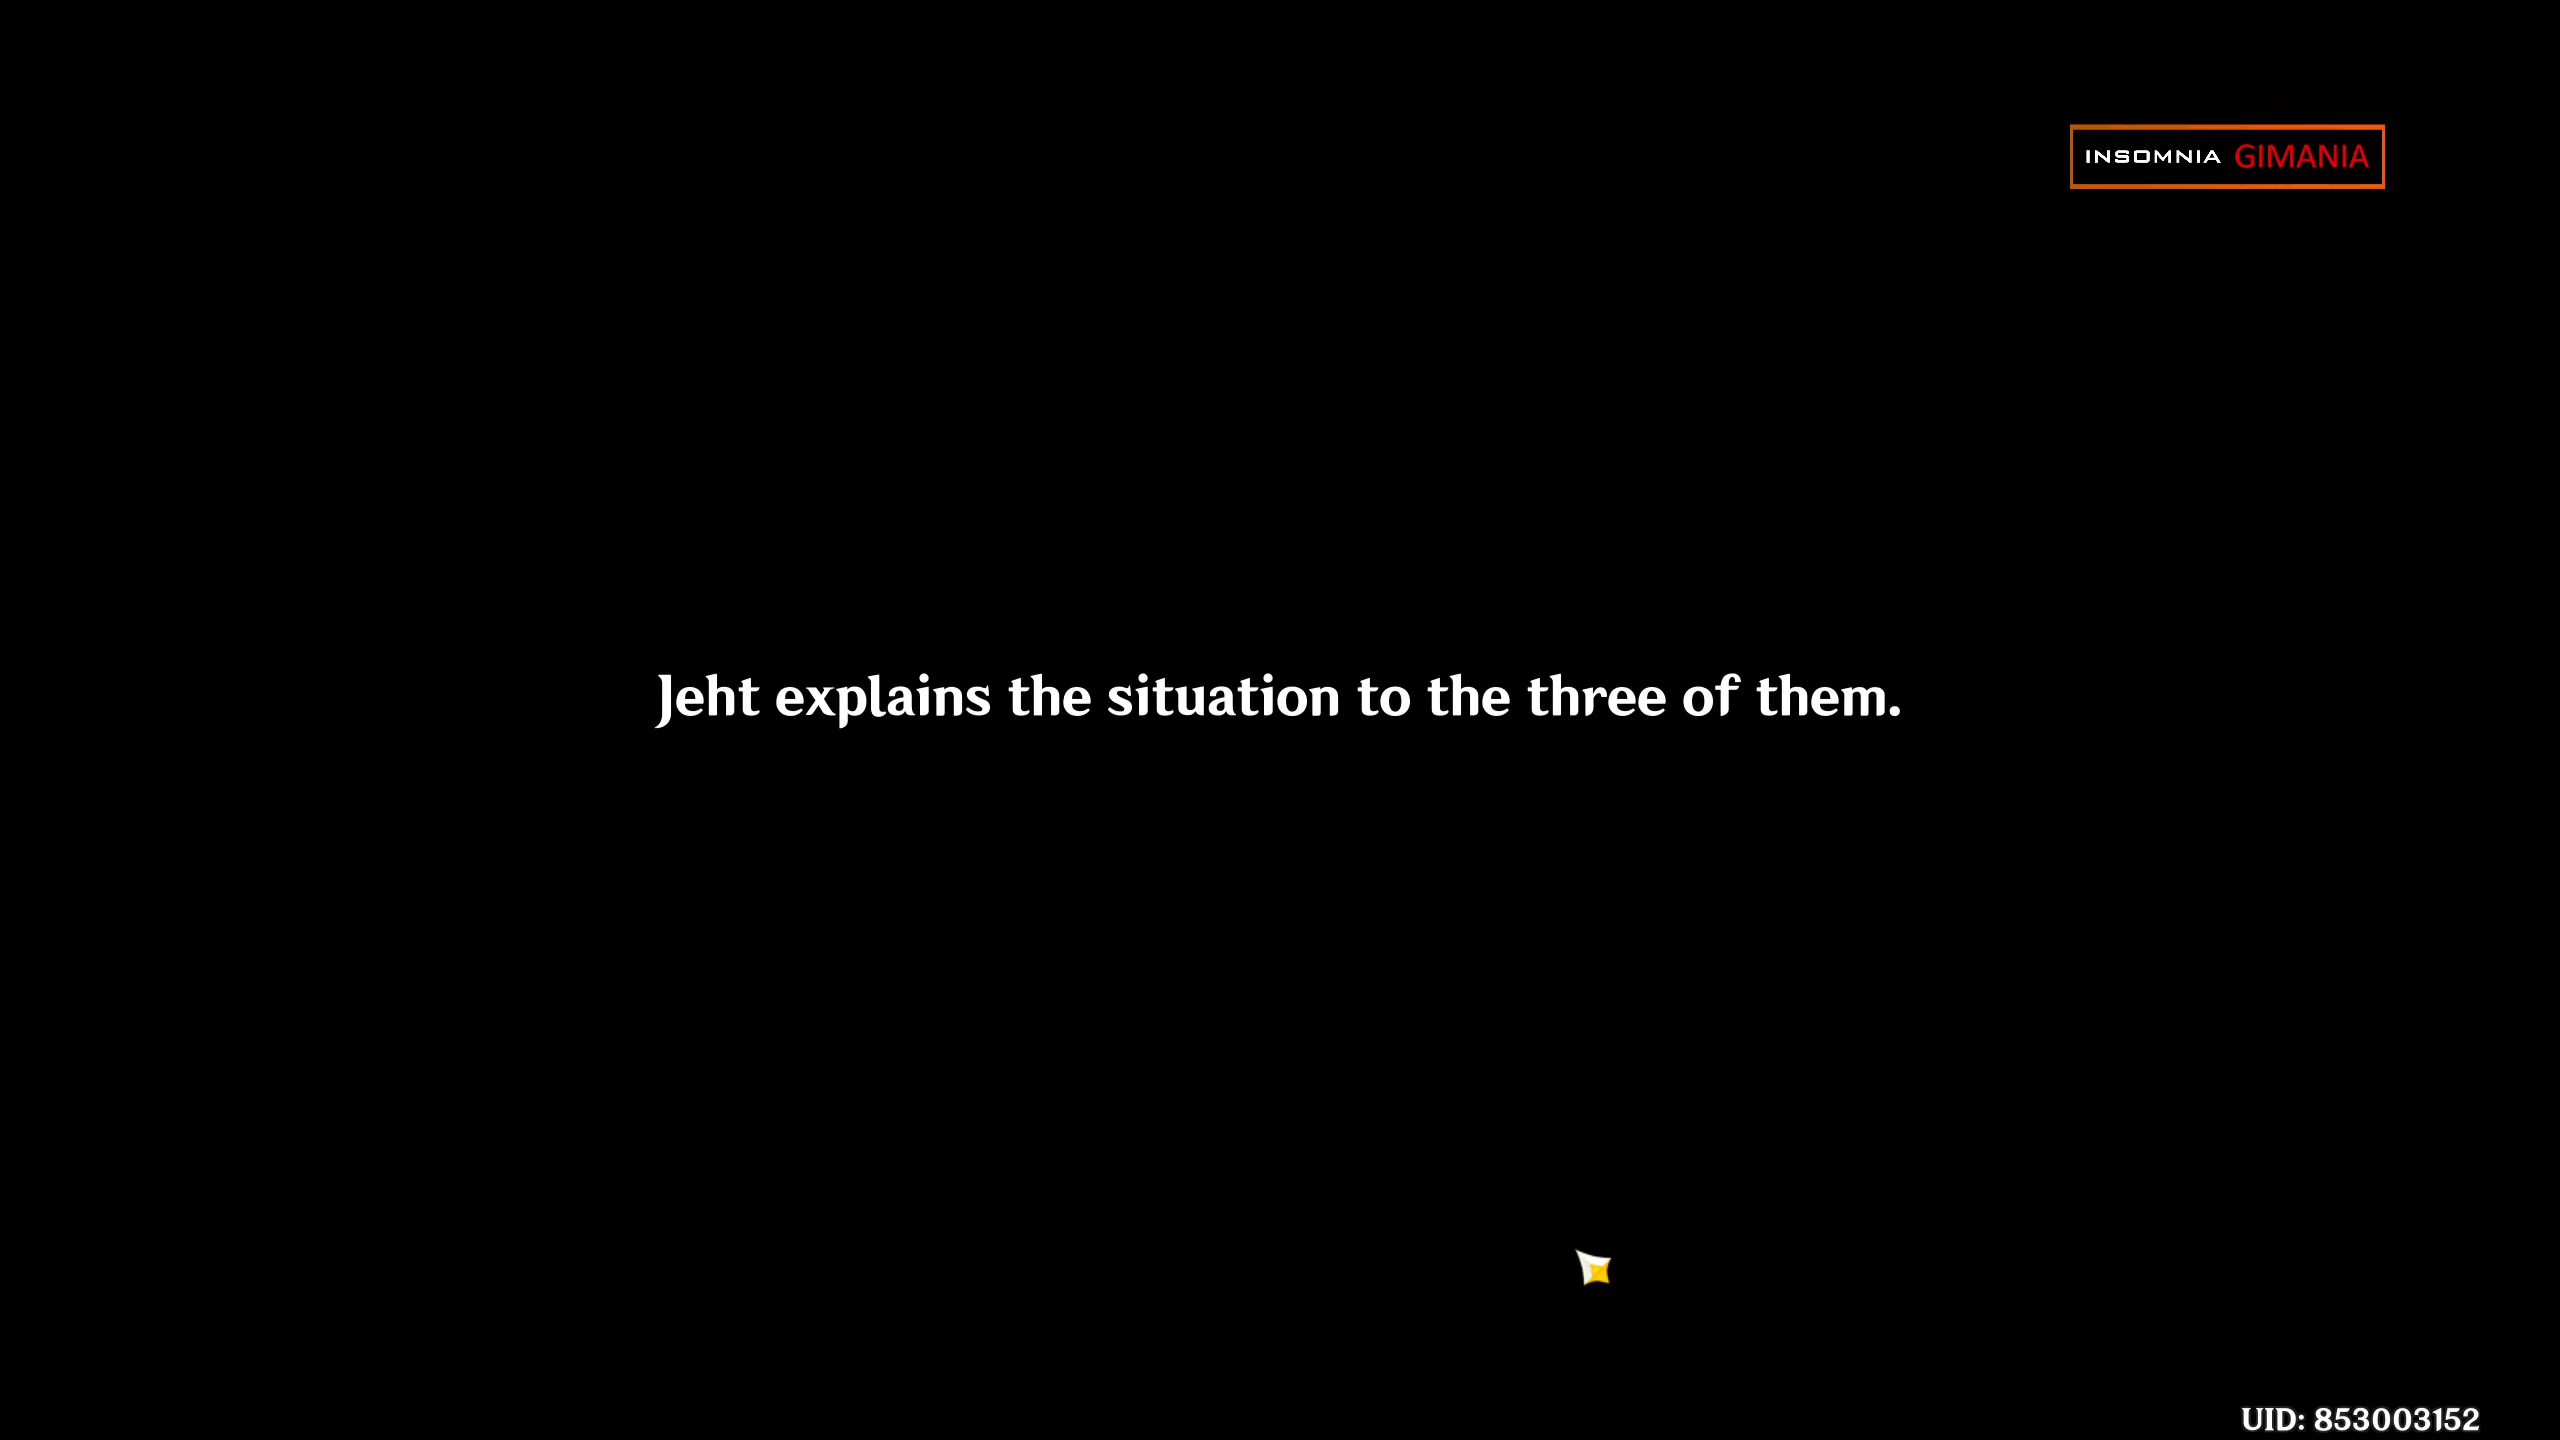 INSOMNIA GIMANIA
Jeht explains the situation to the three of them.
UID: 853003152